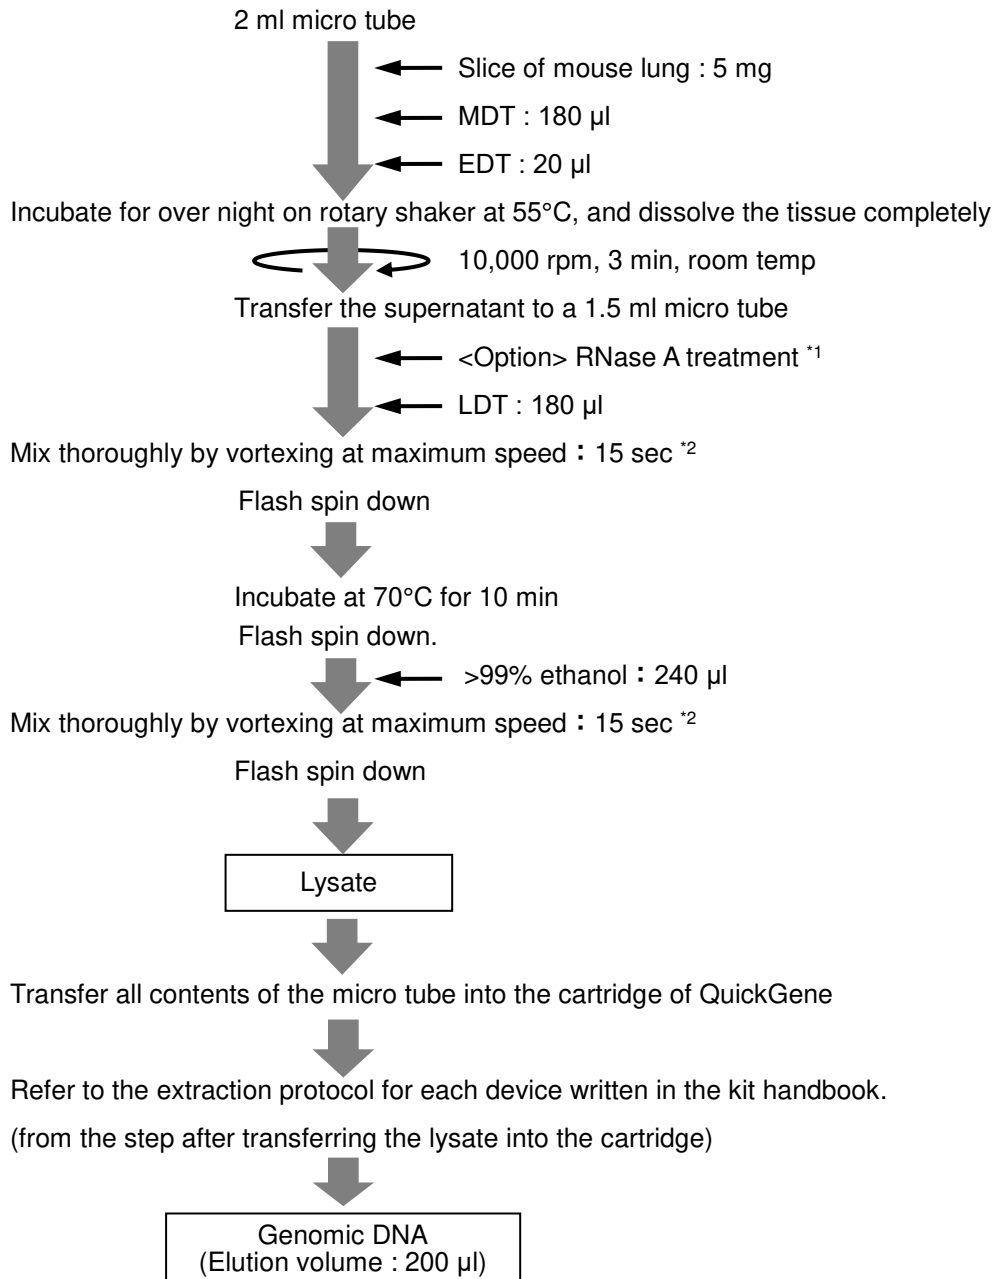 2 ml micro tube
Slice of mouse lung : 5 mg
MDT : 180 µl
EDT : 20 µl
Incubate for over night on rotary shaker at 55°C, and dissolve the tissue completely
10,000 rpm, 3 min, room temp
Transfer the supernatant to a 1.5 ml micro tube
<Option> RNase A treatment *1
LDT : 180 µl
Mix thoroughly by vortexing at maximum speed：15 sec *2
Flash spin down
Incubate at 70°C for 10 min
Flash spin down.
>99% ethanol：240 µl
Mix thoroughly by vortexing at maximum speed：15 sec *2
Flash spin down
Lysate
Transfer all contents of the micro tube into the cartridge of QuickGene
Refer to the extraction protocol for each device written in the kit handbook.
(from the step after transferring the lysate into the cartridge)
Genomic DNA
(Elution volume : 200 µl)